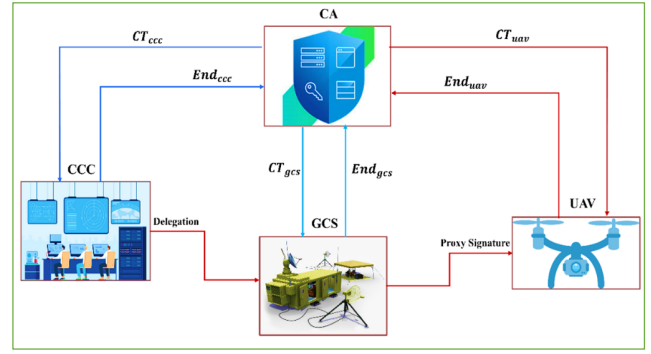 CA
CT_ccc
CT_uav
End_ccc
End_uav
CT_gcs
End_gcs
CCC
GCS
UAV
Delegation
Proxy Signature